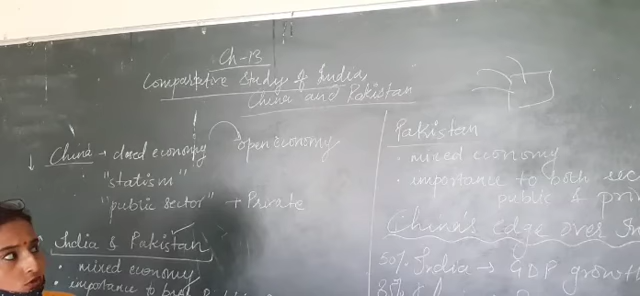 Ch-13
Comparative Study of India,
China and Pakistan
China → closed economy open economy
"statism"
"public sector" + Private
India & Pakistan
• mixed economy
• importance to both
Pakistan
• mixed economy
• importance to both sec
public & pri
China's edge over In
50% India → GDP growth